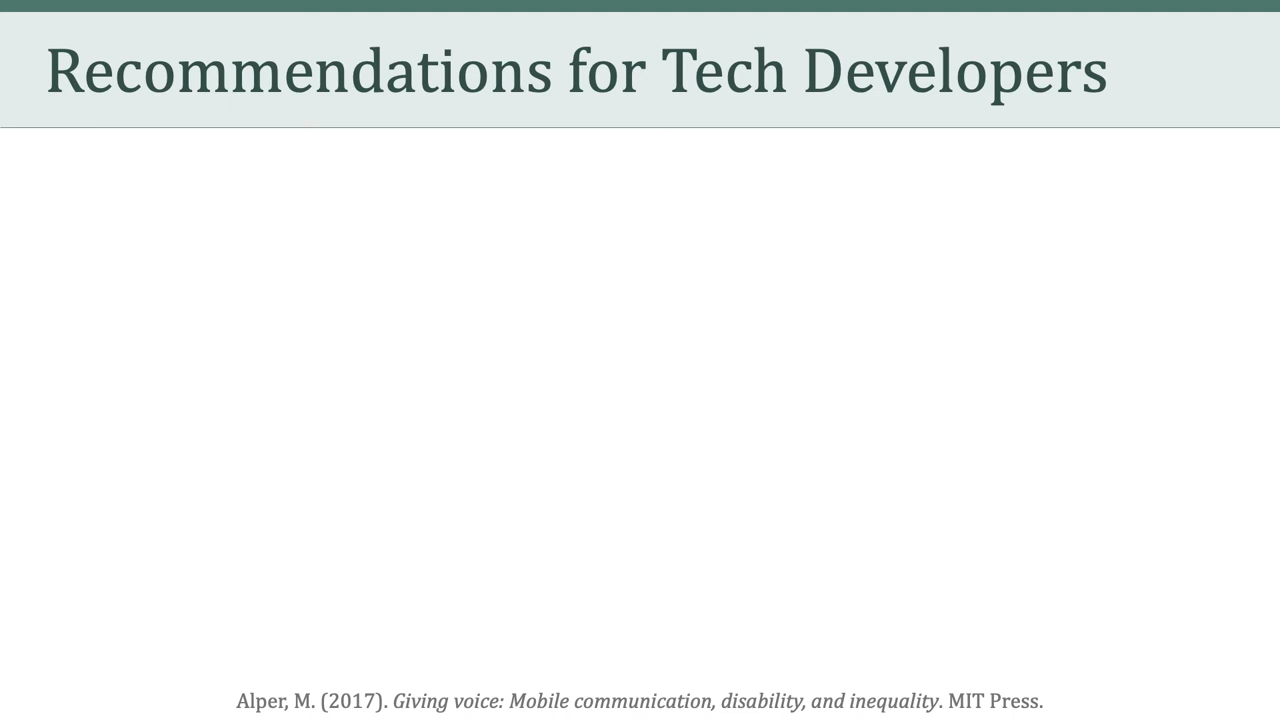 Recommendations for Tech Developers
Alper, M. (2017). Giving voice: Mobile communication, disability, and inequality. MIT Press.